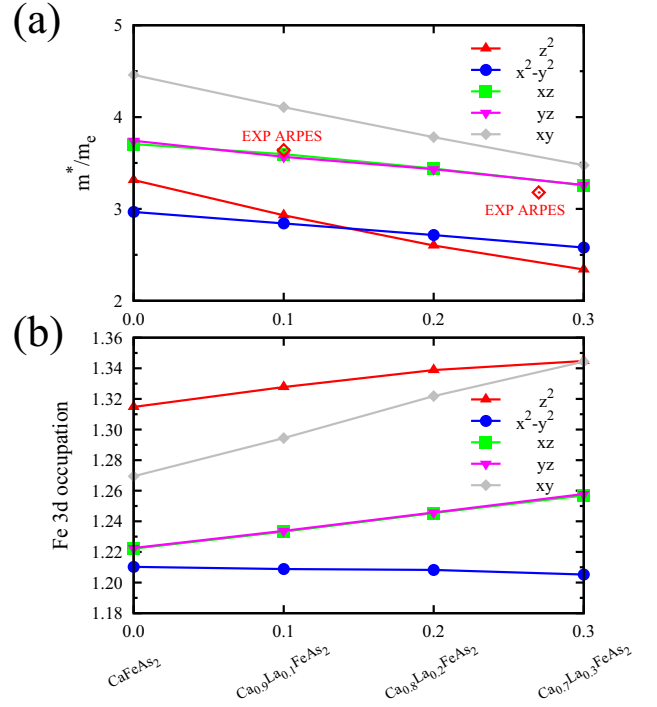 (a)
5
4
3
2
m*/mₑ
z²
x²-y²
xz
yz
xy
EXP ARPES
EXP ARPES
0.0 0.1 0.2 0.3
(b)
1.36
1.34
1.32
1.30
1.28
1.26
1.24
1.22
1.20
1.18
Fe 3d occupation
z²
x²-y²
xz
yz
xy
0.0 0.1 0.2 0.3
CaFeAs₂
Ca₀.₉La₀.₁FeAs₂
Ca₀.₈La₀.₂FeAs₂
Ca₀.₇La₀.₃FeAs₂